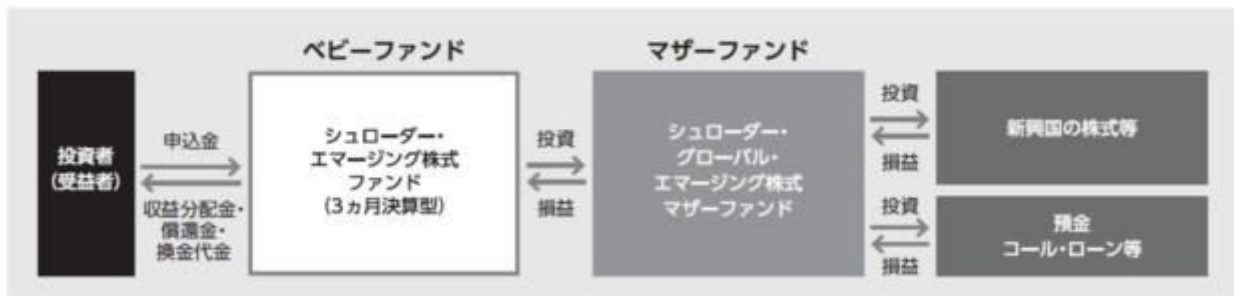 ベビーファンド
マザーファンド
投資者
(受益者)
申込金
収益分配金・
償還金・
換金代金
シュローダー・
エマージング株式
ファンド
(3ヵ月決算型)
投資
損益
シュローダー・
グローバル・
エマージング株式
マザーファンド
投資
損益
新興国の株式等
投資
損益
預金
コール・ローン等